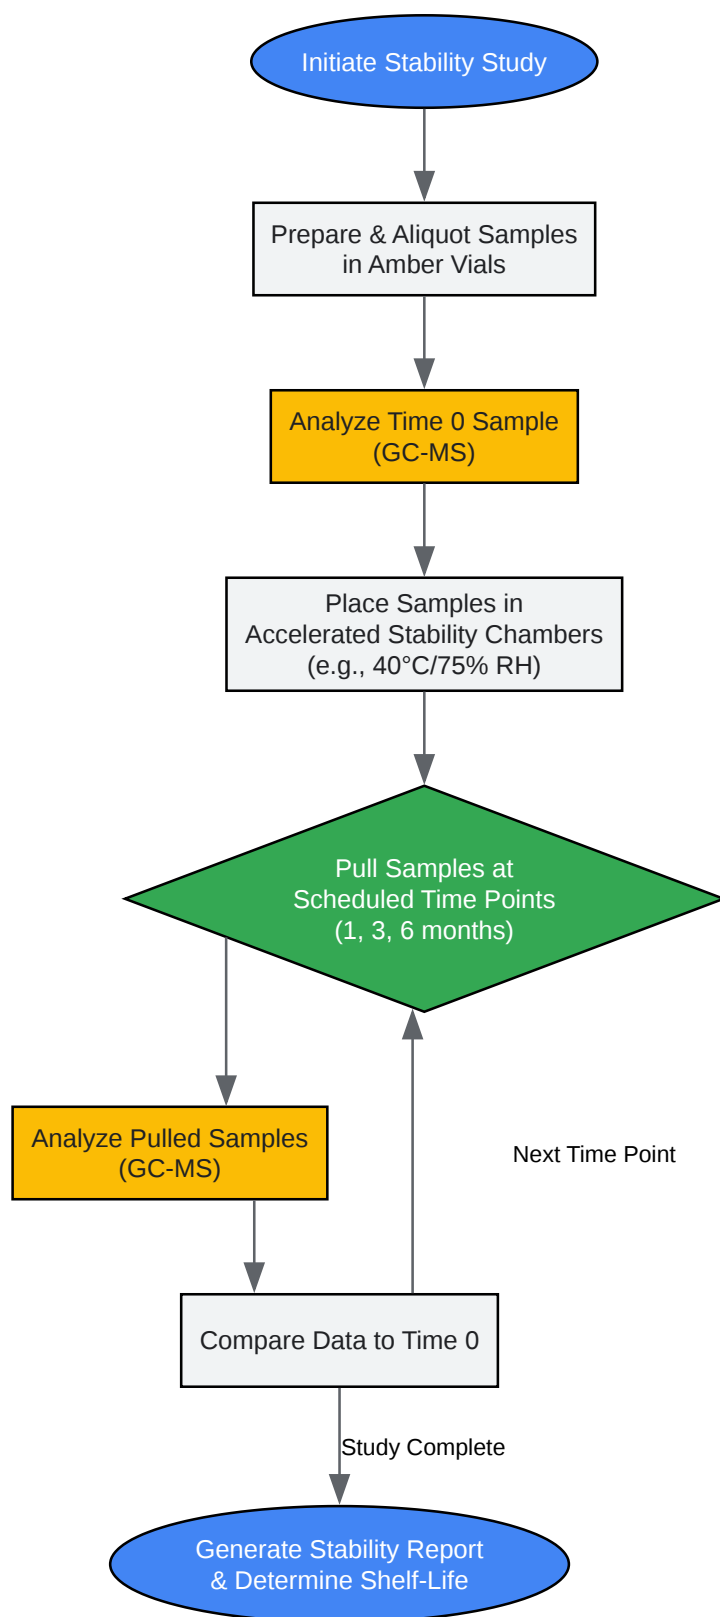 Initiate Stability Study
Prepare & Aliquot Samples
in Amber Vials
Analyze Time 0 Sample
(GC-MS)
Place Samples in
Accelerated Stability Chambers
(e.g., 40°C/75% RH)
Pull Samples at
Scheduled Time Points
(1, 3, 6 months)
Analyze Pulled Samples
(GC-MS)
Next Time Point
Compare Data to Time 0
Study Complete
Generate Stability Report
& Determine Shelf-Life